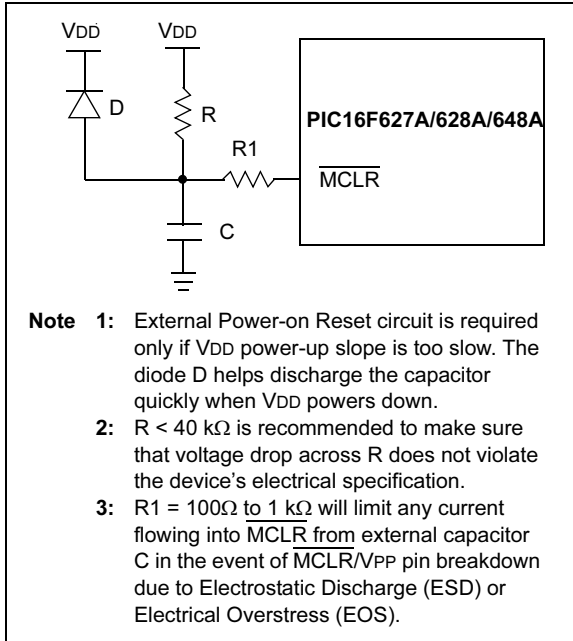 VDD VDD
D
R
R1
PIC16F627A/628A/648A
MCLR
C
Note 1: External Power-on Reset circuit is required
only if VDD power-up slope is too slow. The
diode D helps discharge the capacitor
quickly when VDD powers down.
2: R < 40 kΩ is recommended to make sure
that voltage drop across R does not violate
the device's electrical specification.
3: R1 = 100Ω to 1 kΩ will limit any current
flowing into MCLR from external capacitor
C in the event of MCLR/VPP pin breakdown
due to Electrostatic Discharge (ESD) or
Electrical Overstress (EOS).